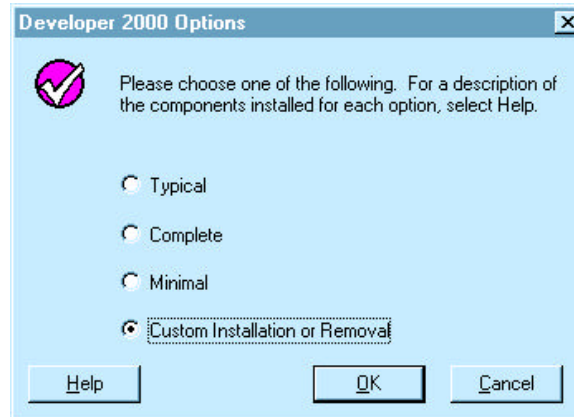 Developer 2000 Options
Please choose one of the following. For a description of
the components installed for each option, select Help.
Typical
Complete
Minimal
Custom Installation or Removal
Help
OK
Cancel